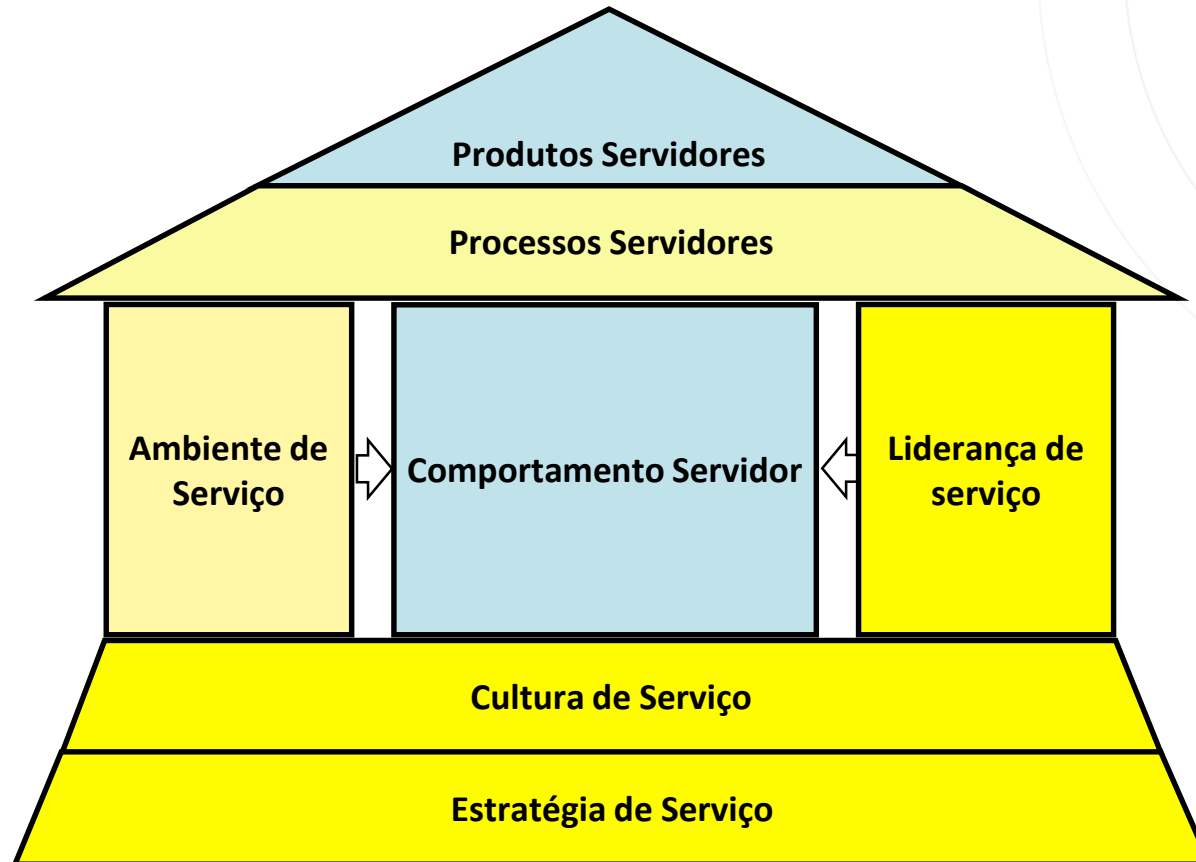 Produtos Servidores
Processos Servidores
Ambiente de
Serviço
Comportamento Servidor
Liderança de
serviço
Cultura de Serviço
Estratégia de Serviço